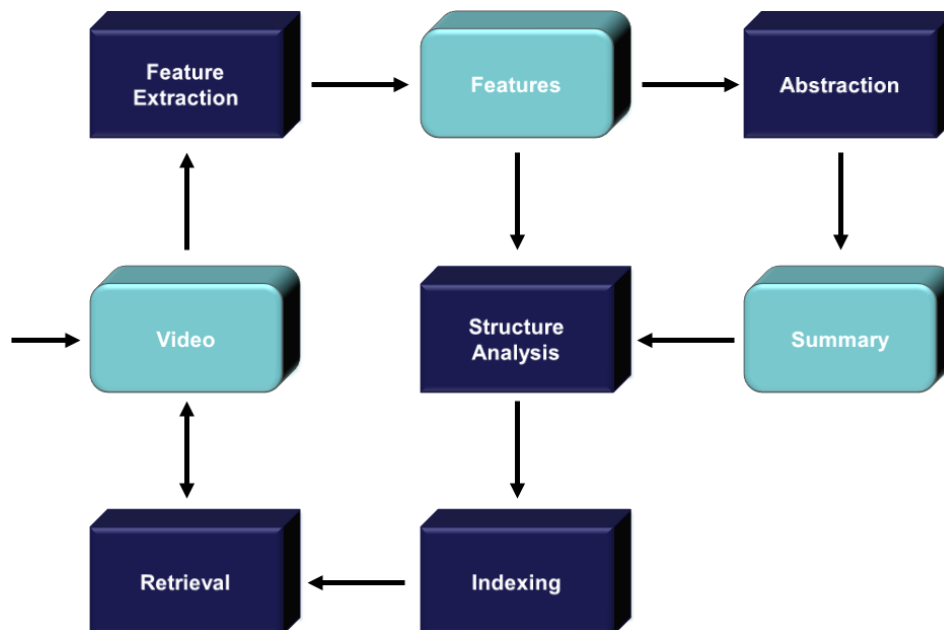 Feature
Extraction
Features
Abstraction
Video
Structure
Analysis
Summary
Retrieval
Indexing